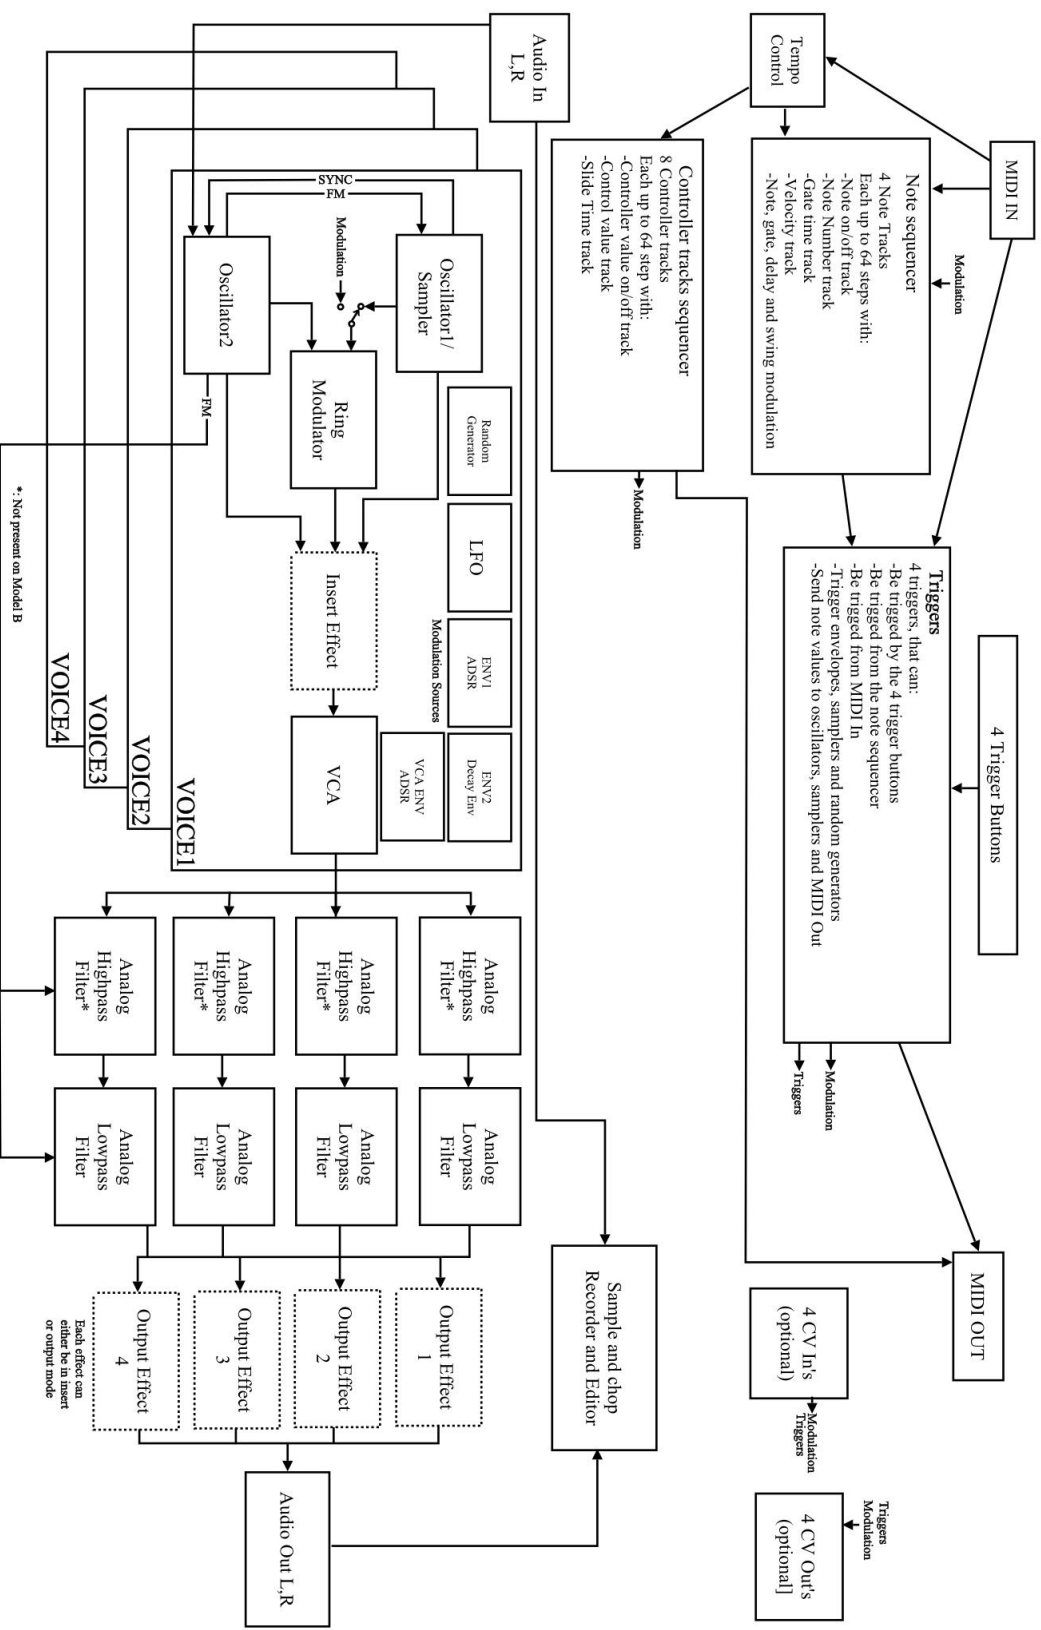 MIDI IN
Tempo
Control
Note sequencer
4 Note Tracks
Each up to 64 steps with:
-Note on/off track
-Note Number track
-Gate time track
-Velocity track
-Note, gate, delay and swing modulation
Modulation
4 Trigger Buttons
Triggers
4 triggers, that can:
-Be trigged by the 4 trigger buttons
-Be trigged from the note sequencer
-Be trigged from MIDI In
-Trigger envelopes, samplers and random generators
-Send note values to oscillators, samplers and MIDI Out
Modulation
Triggers
MIDI OUT
4 CV In's
(optional)
Modulation
Triggers
Triggers
Modulation
4 CV Out's
(optional]
Controller tracks sequencer
8 Controller tracks
Each up to 64 step with:
-Controller value on/off track
-Control value track
-Slide Time track
Modulation
Audio In
L,R
Sample and chop
Recorder and Editor
Random
Generator
LFO
ENV1
ADSR
ENV2
Decay Env
VCA ENV
ADSR
Modulation Sources
Oscillator1/
Sampler
SYNC
FM
Modulation
Ring
Modulator
Insert Effect
VCA
Oscillator2
FM
VOICE1
VOICE2
VOICE3
VOICE4
Analog
Highpass
Filter*
Analog
Lowpass
Filter
Output Effect
1
Analog
Highpass
Filter*
Analog
Lowpass
Filter
Output Effect
2
Analog
Highpass
Filter*
Analog
Lowpass
Filter
Output Effect
3
Analog
Highpass
Filter*
Analog
Lowpass
Filter
Output Effect
4
Audio Out L,R
Each effect can
either be in insert
or output mode
*: Not present on Model B